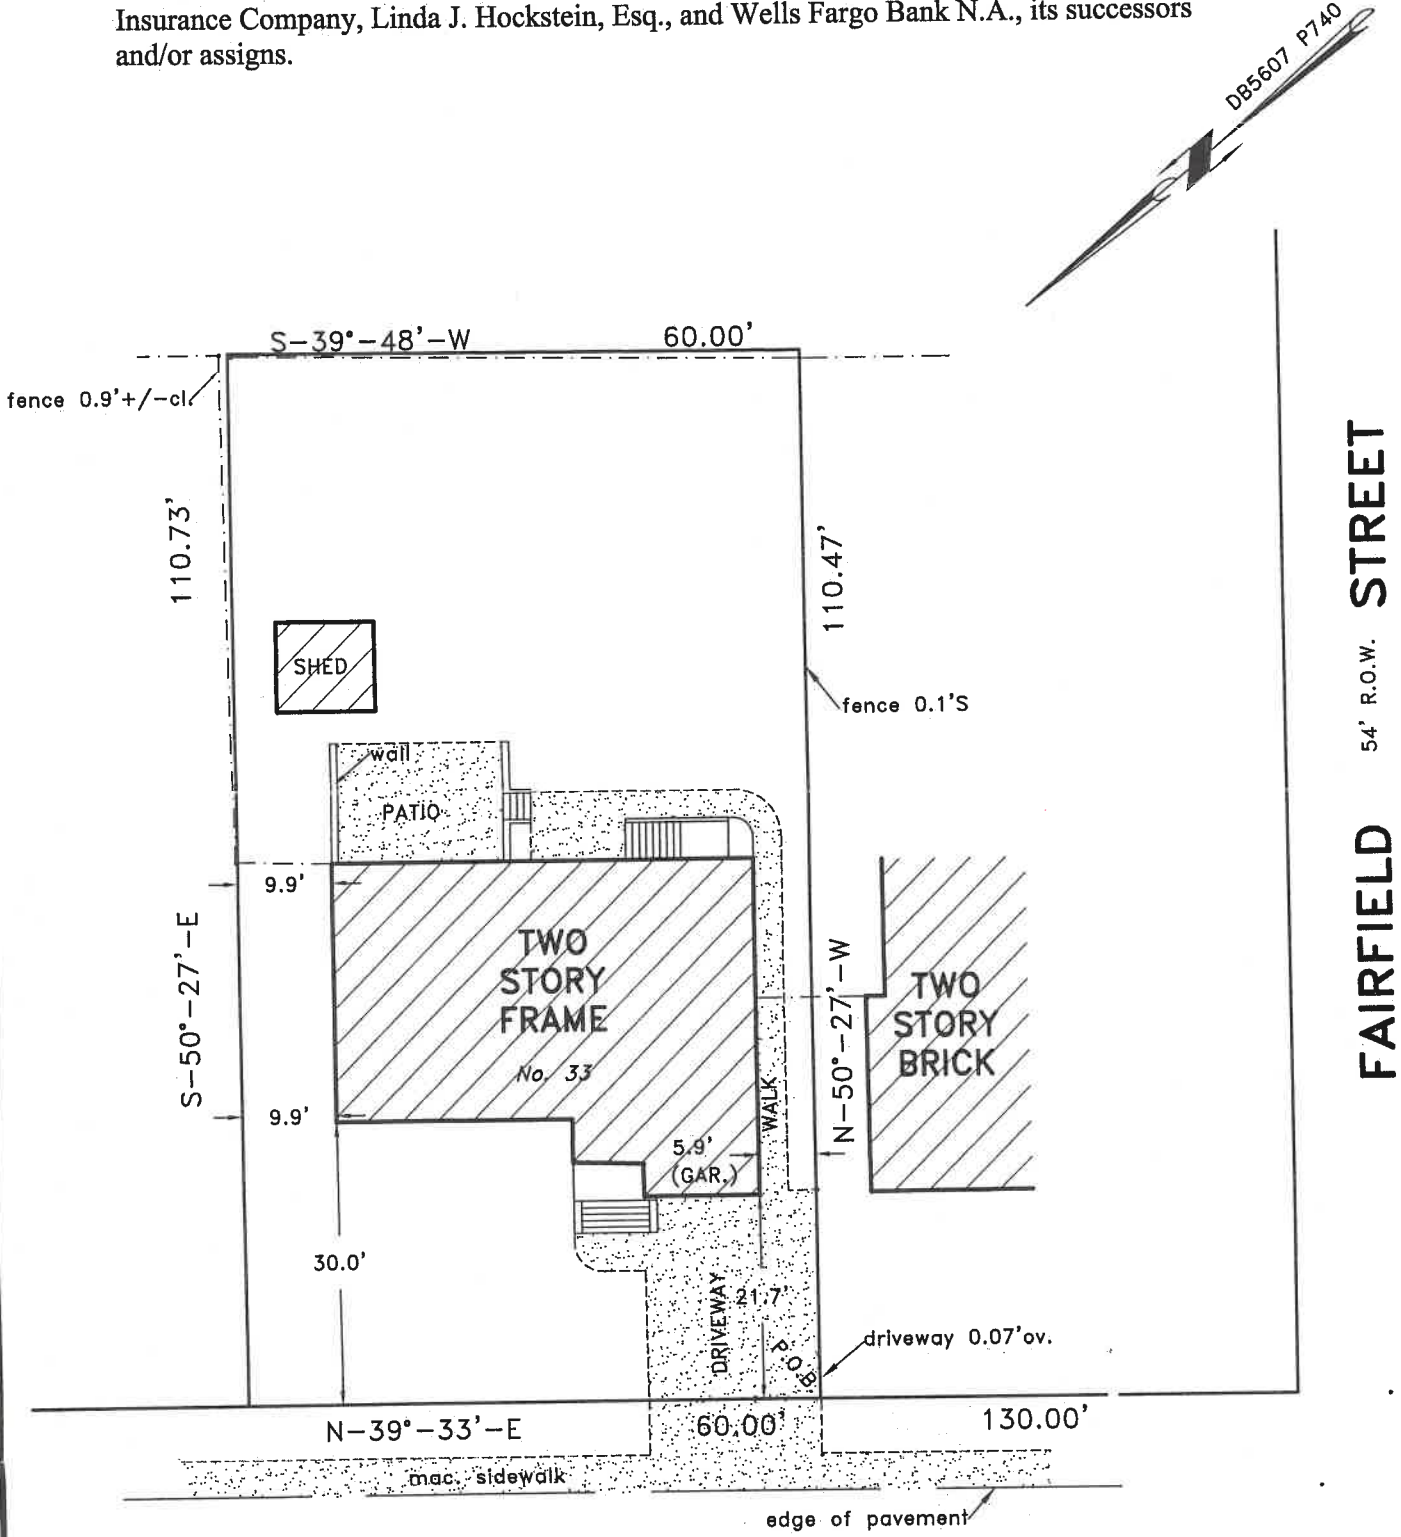 Insurance Company, Linda J. Hockstein, Esq., and Wells Fargo Bank N.A., its successors
and/or assigns.
DB5607 P740
S-39°-48'-W 60.00'
fence 0.9'+/-cl.
110.73'
110.47'
STREET
SHED
54' R.O.W.
fence 0.1'S
wall
PATIO
FAIRFIELD
9.9'
S-50°-27'-E
TWO
STORY
FRAME
No. 33
N-50°-27'-W
TWO
STORY
BRICK
WALK
9.9'
5.9'
(GAR.)
30.0'
DRIVEWAY
21.7'
P.O.B.
driveway 0.07'ov.
N-39°-33'-E 60.00' 130.00'
mac. sidewalk
edge of pavement